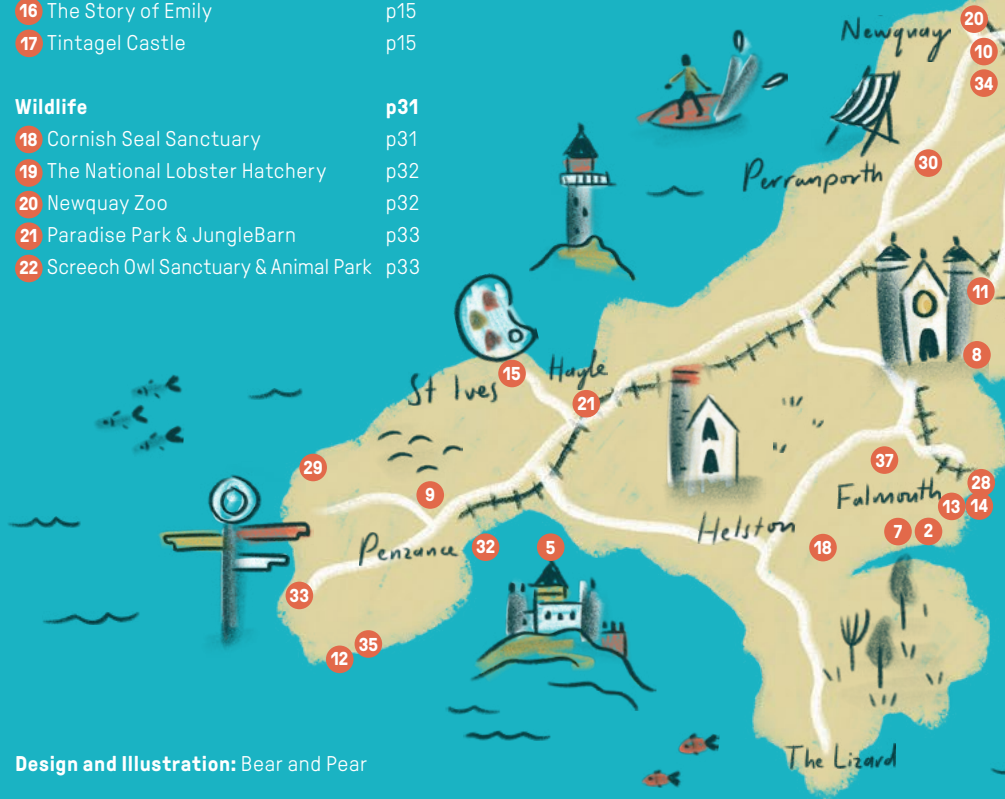 16 The Story of Emily p15
17 Tintagel Castle p15
Wildlife p31
18 Cornish Seal Sanctuary p31
19 The National Lobster Hatchery p32
20 Newquay Zoo p32
21 Paradise Park & JungleBarn p33
22 Screech Owl Sanctuary & Animal Park p33
Newquay
20
10
34
30
Perranporth
11
8
St Ives
15
Hayle
21
29
9
37
28
Falmouth
13
14
7
2
Penzance
32
5
Helston
18
33
35
12
The Lizard
Design and Illustration: Bear and Pear